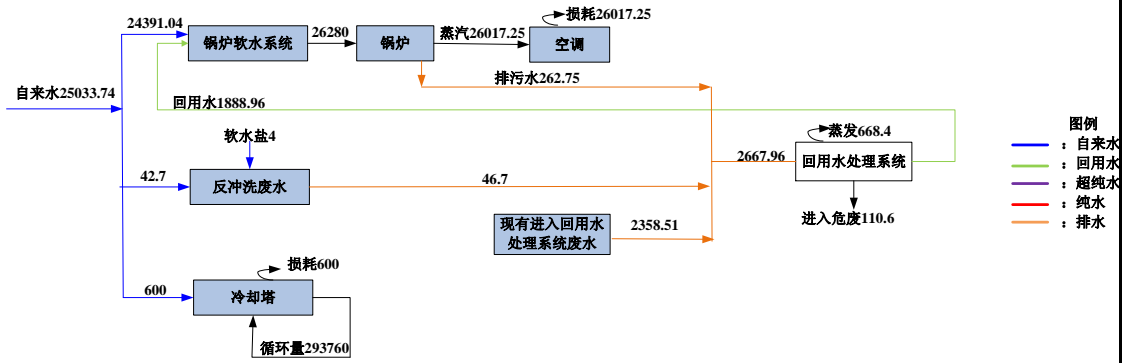 损耗26017.25
24391.04
锅炉软水系统
26280
锅炉
蒸汽26017.25
空调
排污水262.75
自来水25033.74
回用水1888.96
图例
：自来水
：回用水
：超纯水
：纯水
：排水
软水盐4
蒸发668.4
2667.96
回用水处理系统
42.7
反冲洗废水
46.7
进入危废110.6
现有进入回用水
处理系统废水
2358.51
损耗600
600
冷却塔
循环量293760